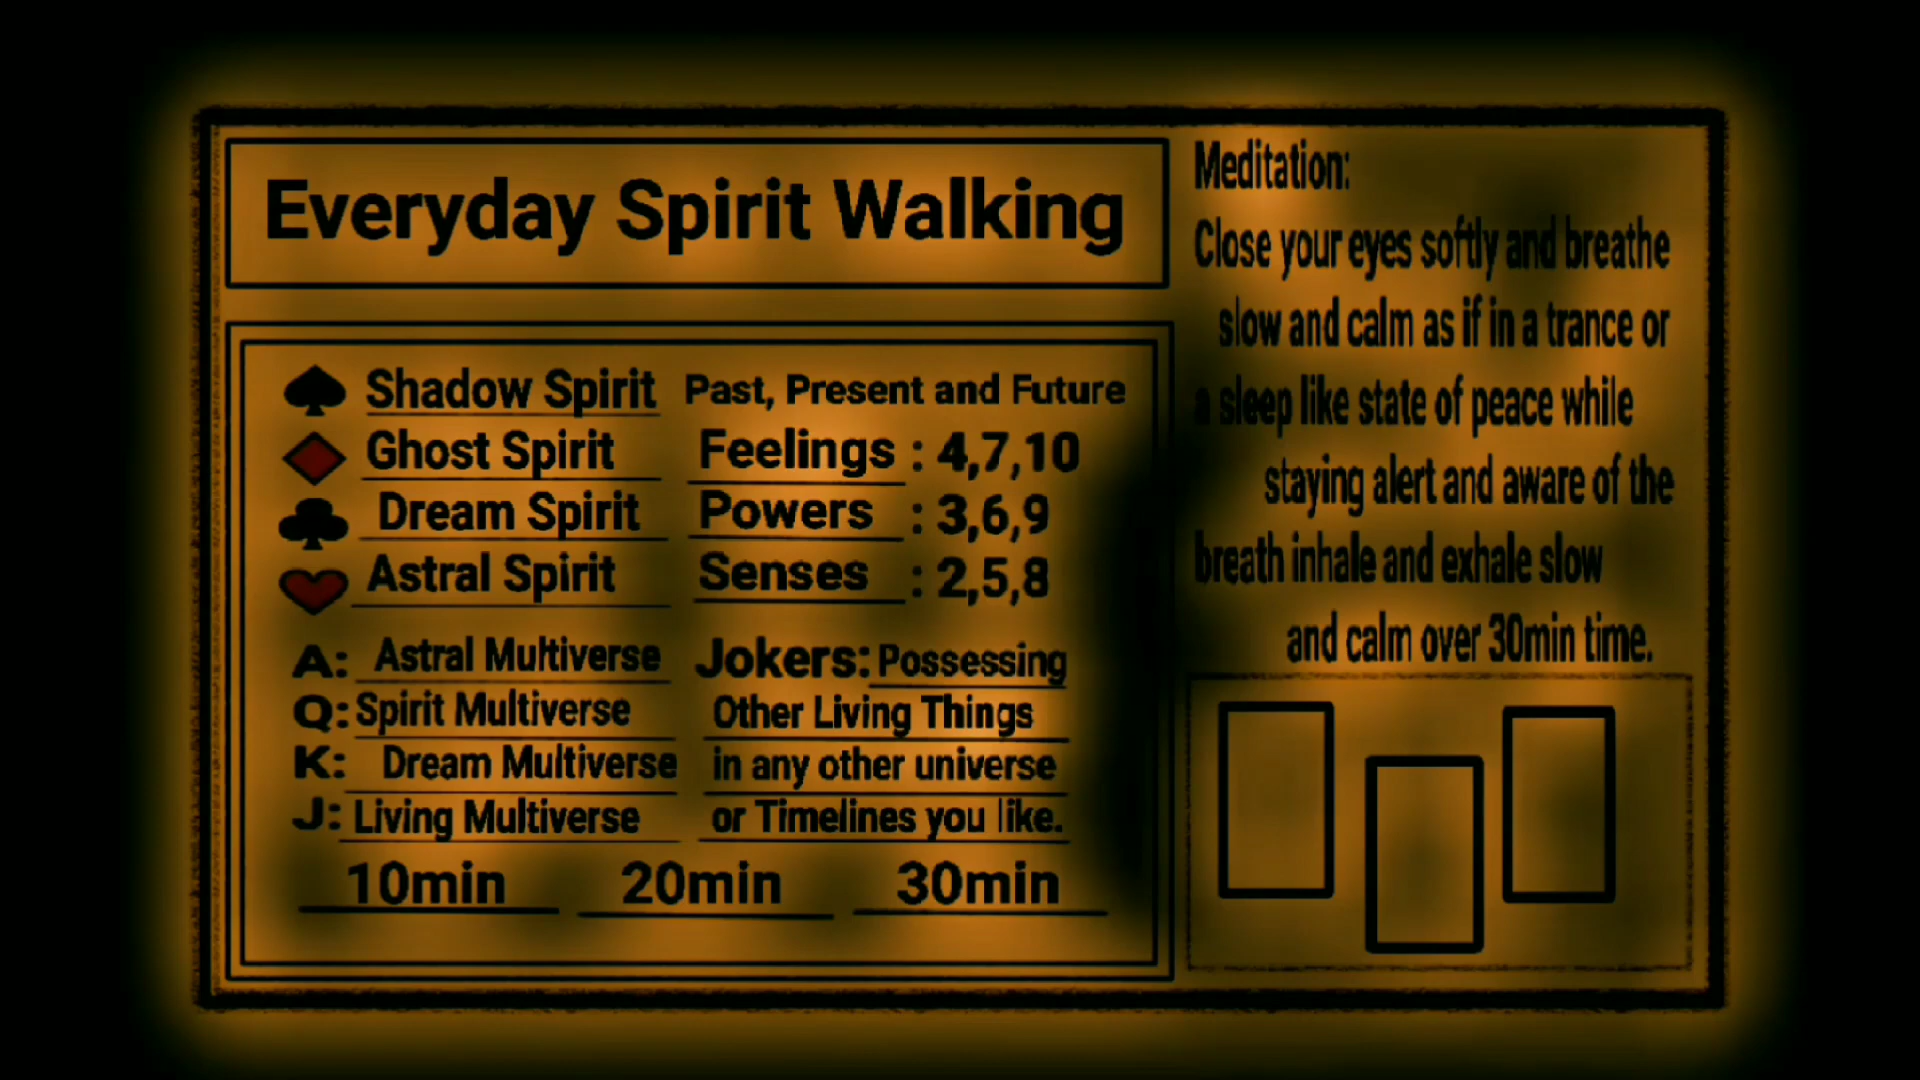 Everyday Spirit Walking
Shadow Spirit
Ghost Spirit
Dream Spirit
Astral Spirit
Past, Present and Future
Feelings : 4,7,10
Powers : 3,6,9
Senses : 2,5,8
A: Astral Multiverse
Q: Spirit Multiverse
K: Dream Multiverse
J: Living Multiverse
Jokers: Possessing
Other Living Things
in any other universe
or Timelines you like.
10min 20min 30min
Meditation:
Close your eyes softly and breathe
slow and calm as if in a trance or
a sleep like state of peace while
staying alert and aware of the
breath inhale and exhale slow
and calm over 30min time.